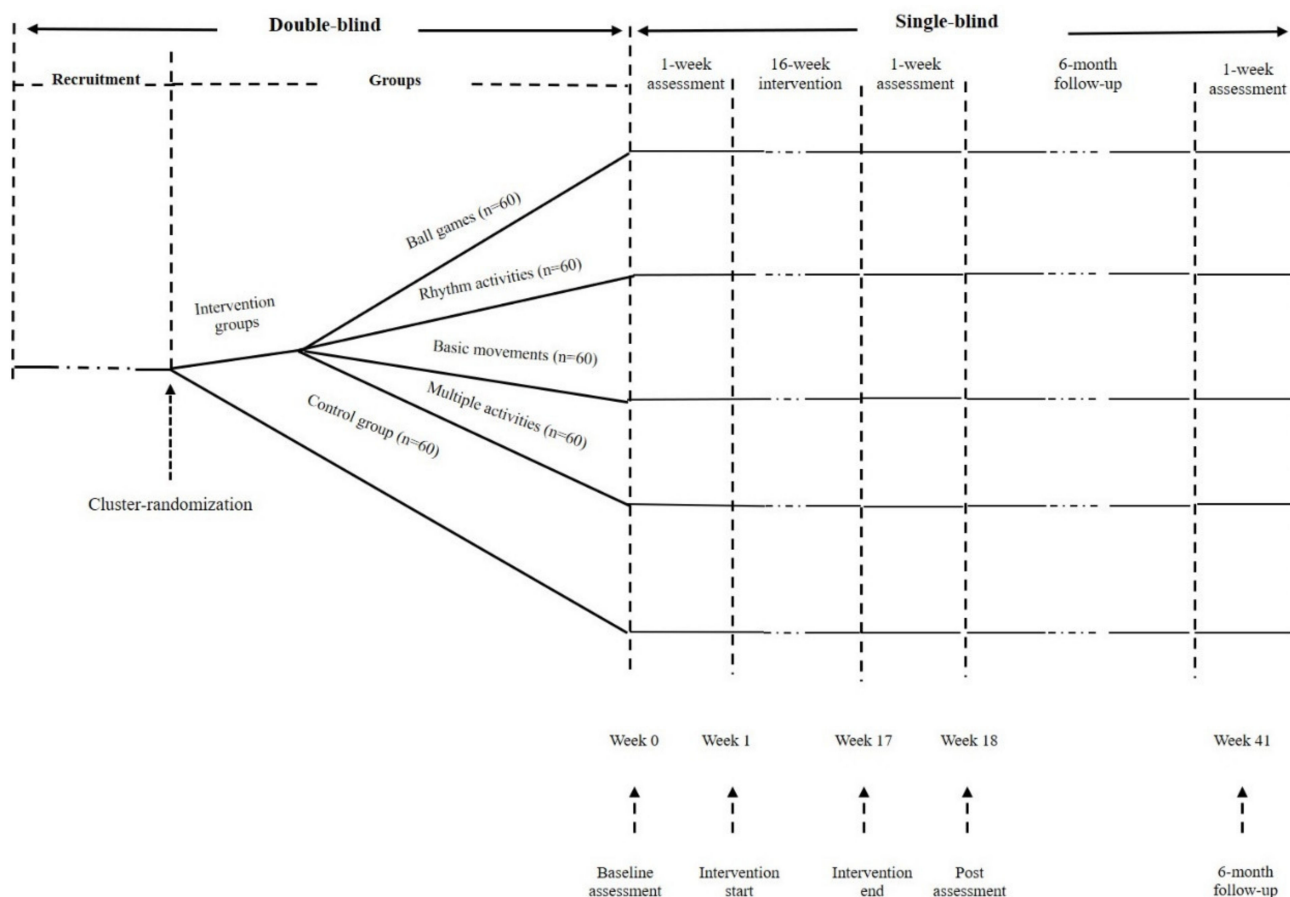 Double-blind
Single-blind
Recruitment
Groups
1-week
assessment
16-week
intervention
1-week
assessment
6-month
follow-up
1-week
assessment
Ball games (n=60)
Rhythm activities (n=60)
Intervention
groups
Basic movements (n=60)
Multiple activities (n=60)
Control group (n=60)
Cluster-randomization
Week 0
Week 1
Week 17
Week 18
Week 41
Baseline
assessment
Intervention
start
Intervention
end
Post
assessment
6-month
follow-up